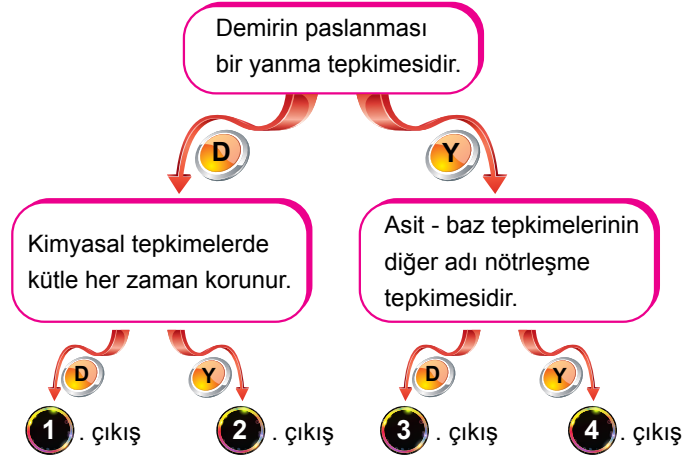 Demirin paslanması
bir yanma tepkimesidir.
D
Y
Kimyasal tepkimelerde
kütle her zaman korunur.
Asit - baz tepkimelerinin
diğer adı nötrleşme
tepkimesidir.
D
Y
D
Y
1 . çıkış
2 . çıkış
3 . çıkış
4 . çıkış